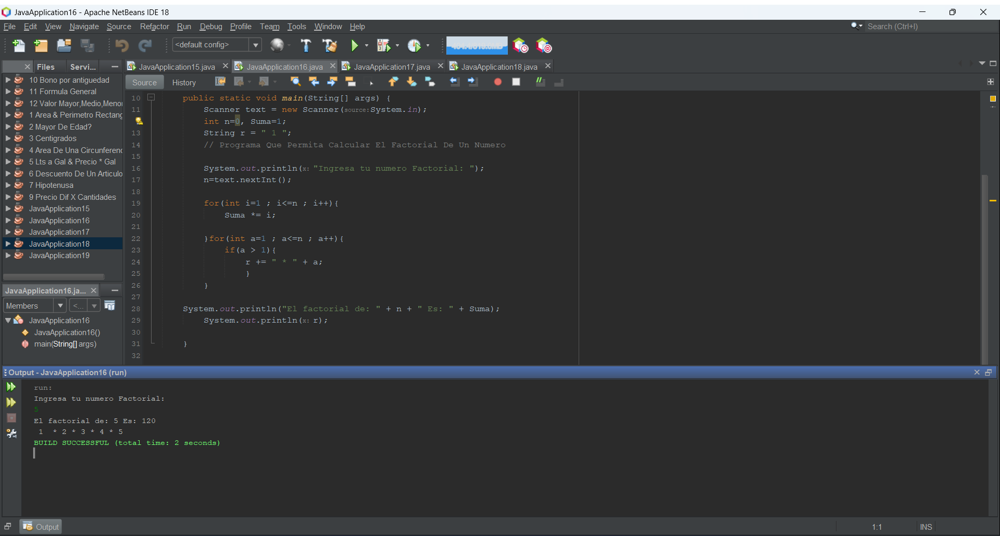 JavaApplication16 - Apache NetBeans IDE 18
File Edit View Navigate Source Refactor Run Debug Profile Team Tools Window Help
Search (Ctrl+I)
<default config>
Files Servi...
JavaApplication15.java JavaApplication16.java JavaApplication17.java JavaApplication18.java
Source History
10 Bono por antiguedad
11 Formula General
12 Valor Mayor,Medio,Menor
1 Area & Perimetro Rectang
2 Mayor De Edad?
3 Centigrados
4 Area De Una Circunferenc
5 Lts a Gal & Precio * Gal
6 Descuento De Un Articulo
7 Hipotenusa
9 Precio Dif X Cantidades
JavaApplication15
JavaApplication16
JavaApplication17
JavaApplication18
JavaApplication19
JavaApplication16.ja...
Members <...
JavaApplication16
JavaApplication16()
main(String[] args)
10 public static void main(String[] args) {
11 Scanner text = new Scanner(source:System.in);
int n=0, Suma=1;
13 String r = " 1 ";
14 // Programa Que Permita Calcular El Factorial De Un Numero
15
16 System.out.println(x: "Ingresa tu numero Factorial: ");
17 n=text.nextInt();
18
19 for(int i=1 ; i<=n ; i++){
20 Suma *= i;
21
22 }for(int a=1 ; a<=n ; a++){
23 if(a > 1){
24 r += " * " + a;
25 }
26 }
27
28 System.out.println("El factorial de: " + n + " Es: " + Suma);
29 System.out.println(x: r);
30
31 }
32
Output - JavaApplication16 (run)
run:
Ingresa tu numero Factorial:
5
El factorial de: 5 Es: 120
1 * 2 * 3 * 4 * 5
BUILD SUCCESSFUL (total time: 2 seconds)
Output
1:1 INS